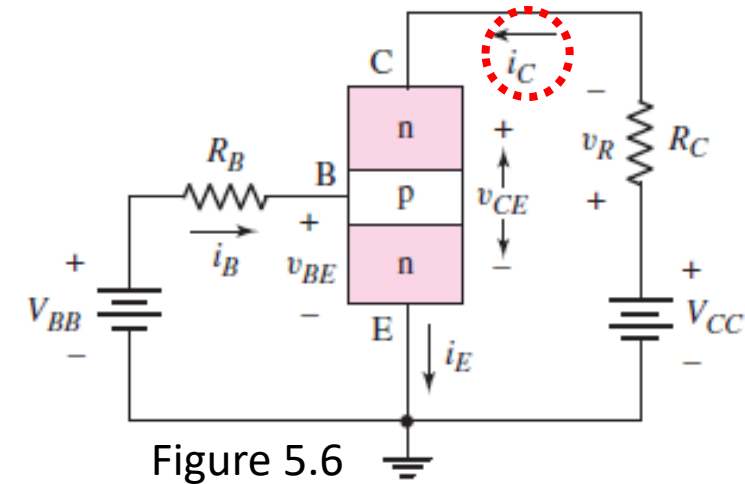 C
i_C
n
−
+
R_B
v_R
R_C
B
p
v_CE
+
+
i_B
v_BE
n
−
+
+
V_BB
−
−
E
i_E
V_CC
−
Figure 5.6